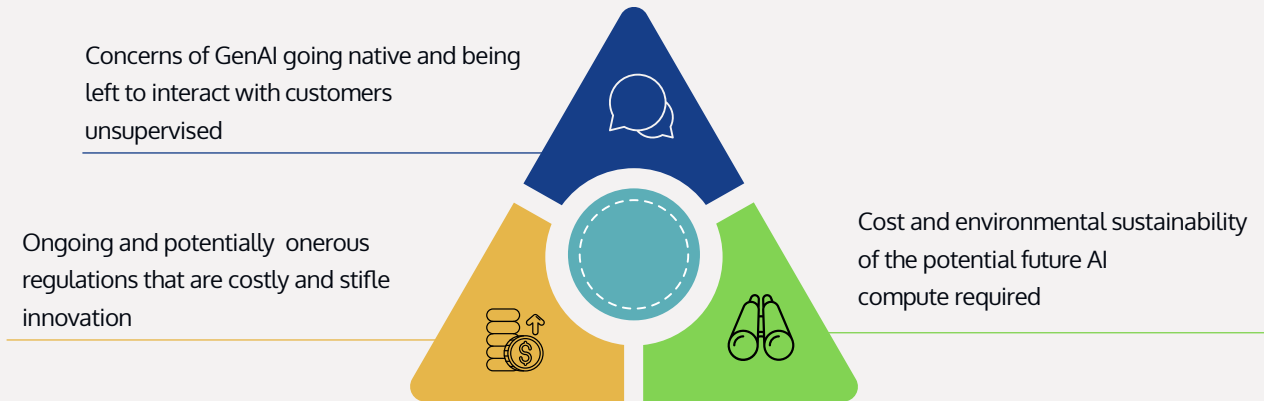 Concerns of GenAI going native and being
left to interact with customers
unsupervised
Ongoing and potentially onerous
regulations that are costly and stifle
innovation
Cost and environmental sustainability
of the potential future AI
compute required
$